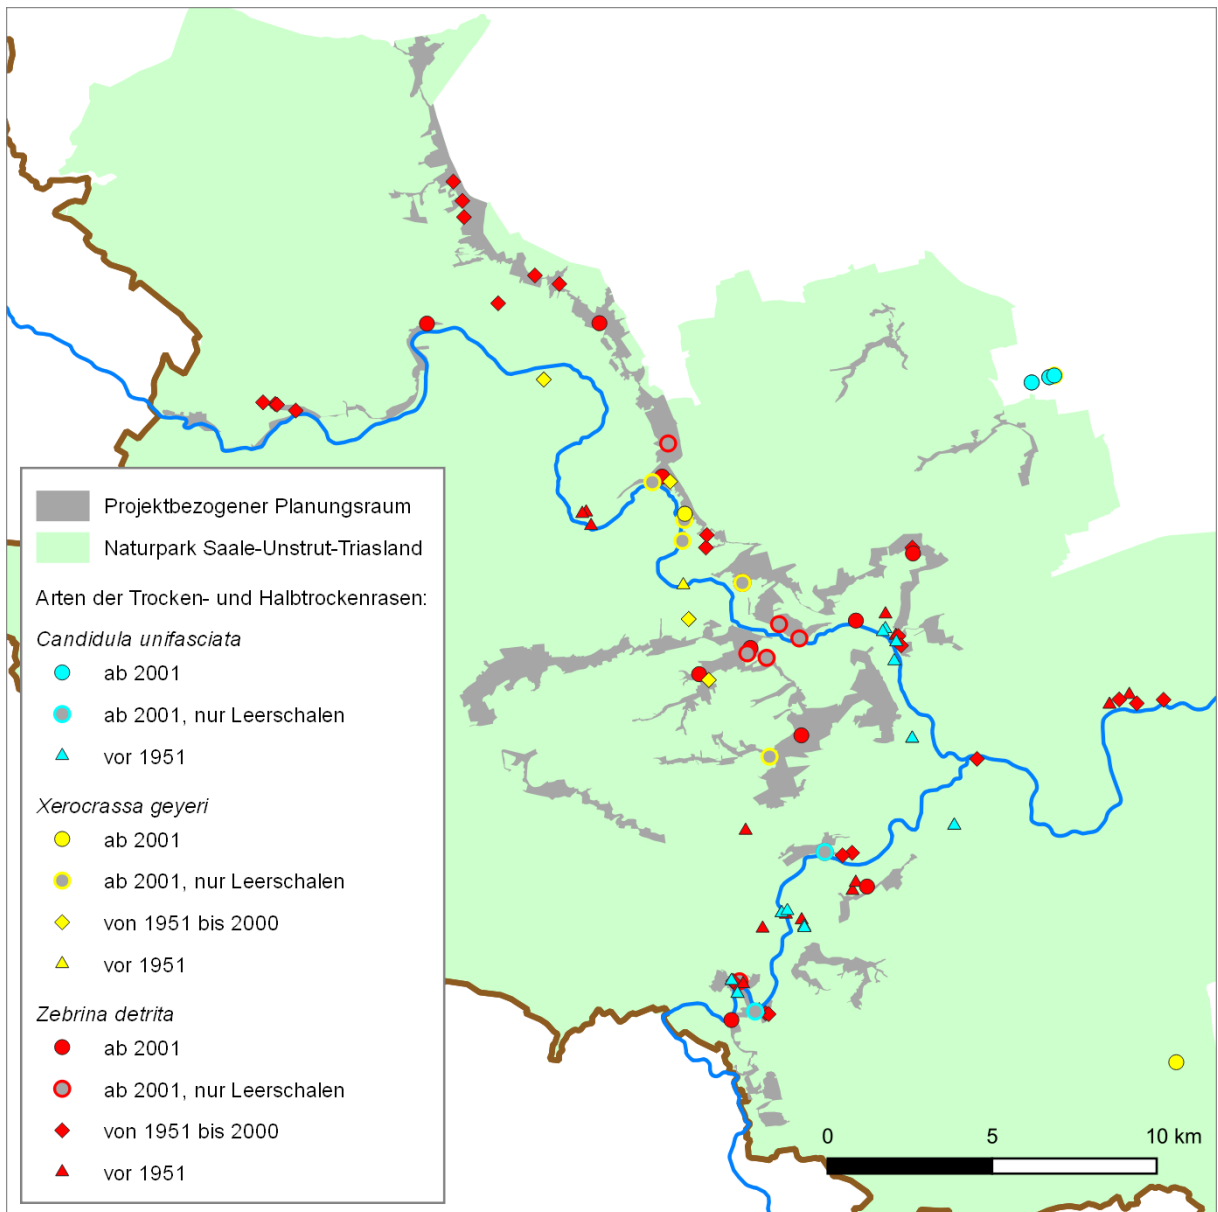 Projektbezogener Planungsraum
Naturpark Saale-Unstrut-Triasland
Arten der Trocken- und Halbtrockenrasen:
Candidula unifasciata
ab 2001
ab 2001, nur Leerschalen
vor 1951
Xerocrassa geyeri
ab 2001
ab 2001, nur Leerschalen
von 1951 bis 2000
vor 1951
Zebrina detrita
ab 2001
ab 2001, nur Leerschalen
von 1951 bis 2000
vor 1951
0 5 10 km